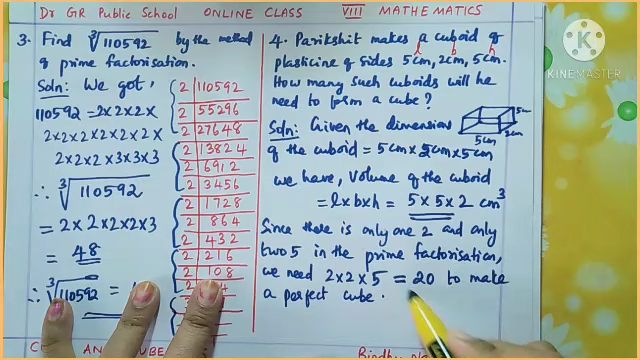 Dr GR Public School ONLINE CLASS VIII MATHEMATICS
KINEMASTER
3. Find ∛110592 by the method
of prime factorisation.
Soln: We got,
110592 = 2×2×2×
2×2×2×2×2×2×
2×2×2×3×3×3
∴ ∛110592
= 2×2×2×2×3
= 48
∴ ∛110592 =
2 110592
2 55296
2 27648
2 13824
2 6912
2 3456
2 1728
2 864
2 432
2 216
2 108
4. Parikshit makes a cuboid of
l b h
plasticine of sides 5cm, 2cm, 5cm.
How many such cuboids will he
need to form a cube?
Soln: Given the dimension
5cm
2cm
of the cuboid = 5cm×2cm×5cm
we have, Volume of the cuboid
= l×b×h = 5×5×2 cm³
Since there is only one 2 and only
two 5 in the prime factorisation,
we need 2×2×5 = 20 to make
a perfect cube.